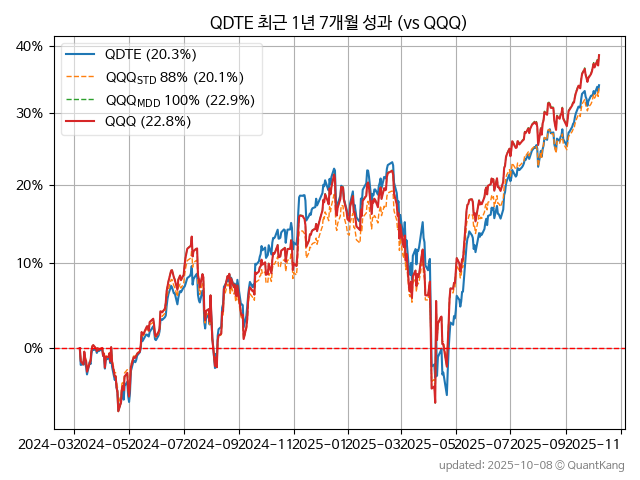 QDTE 최근 1년 7개월 성과 (vs QQQ)
QDTE (20.3%)
QQQSTD 88% (20.1%)
QQQMDD 100% (22.9%)
QQQ (22.8%)
40%
30%
20%
10%
0%
2024-03 2024-05 2024-07 2024-09 2024-11 2025-01 2025-03 2025-05 2025-07 2025-09 2025-11
updated: 2025-10-08 © QuantKang